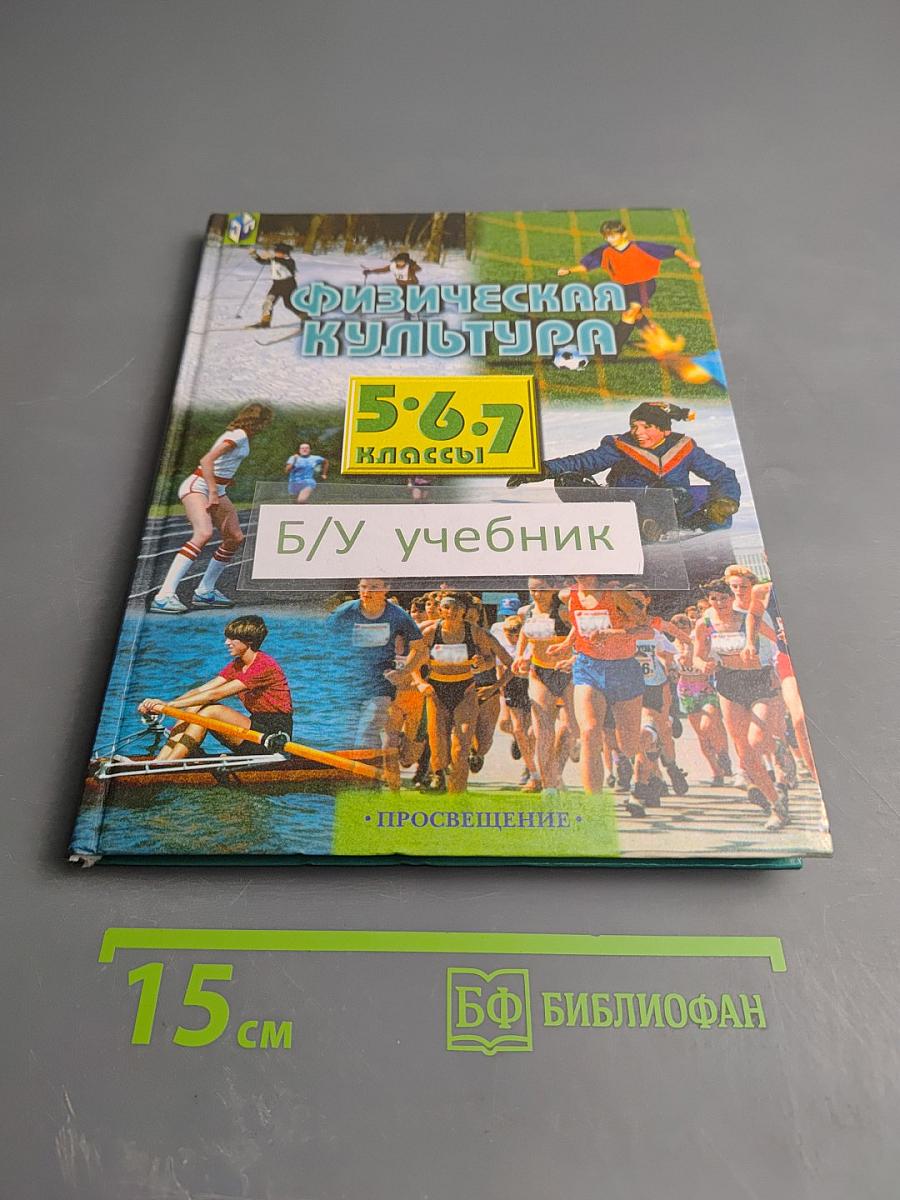 ФИЗИЧЕСКАЯ
КУЛЬТУРА
5·6·7
КЛАССЫ
Б/У учебник
·ПРОСВЕЩЕНИЕ·
15 см
БФ БИБЛИОФАН